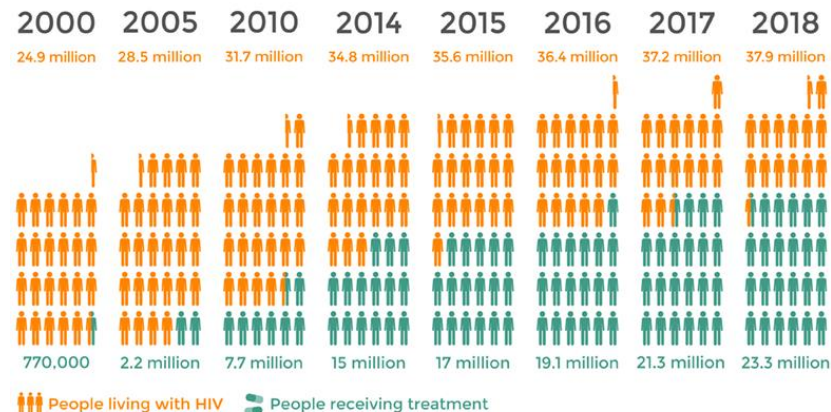 2000 2005 2010 2014 2015 2016 2017 2018
24.9 million 28.5 million 31.7 million 34.8 million 35.6 million 36.4 million 37.2 million 37.9 million
770,000 2.2 million 7.7 million 15 million 17 million 19.1 million 21.3 million 23.3 million
People living with HIV People receiving treatment